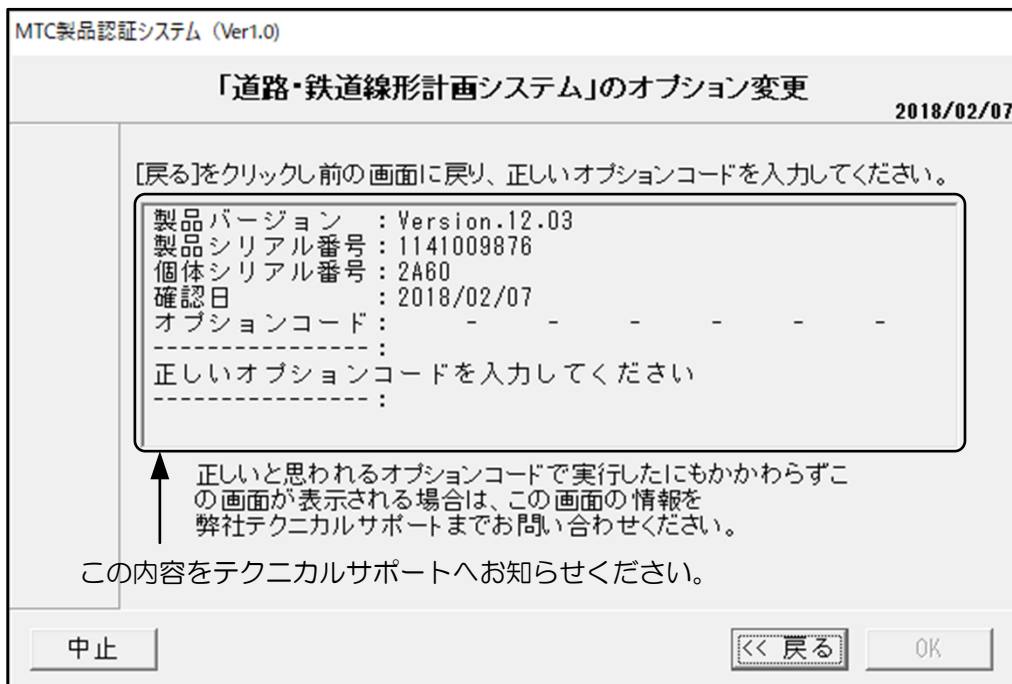 MTC製品認証システム (Ver1.0)
「道路・鉄道線形計画システム」のオプション変更
2018/02/07
[戻る]をクリックし前の画面に戻り、正しいオプションコードを入力してください。
製品バージョン : Version.12.03
製品シリアル番号 : 1141009876
個体シリアル番号 : 2A60
確認日 : 2018/02/07
オプションコード : - - - - - -
---------------- :
正しいオプションコードを入力してください
---------------- :
正しいと思われるオプションコードで実行したにもかかわらずこ
の画面が表示される場合は、この画面の情報を
弊社テクニカルサポートまでお問い合わせください。
この内容をテクニカルサポートへお知らせください。
中止
<< 戻る
OK